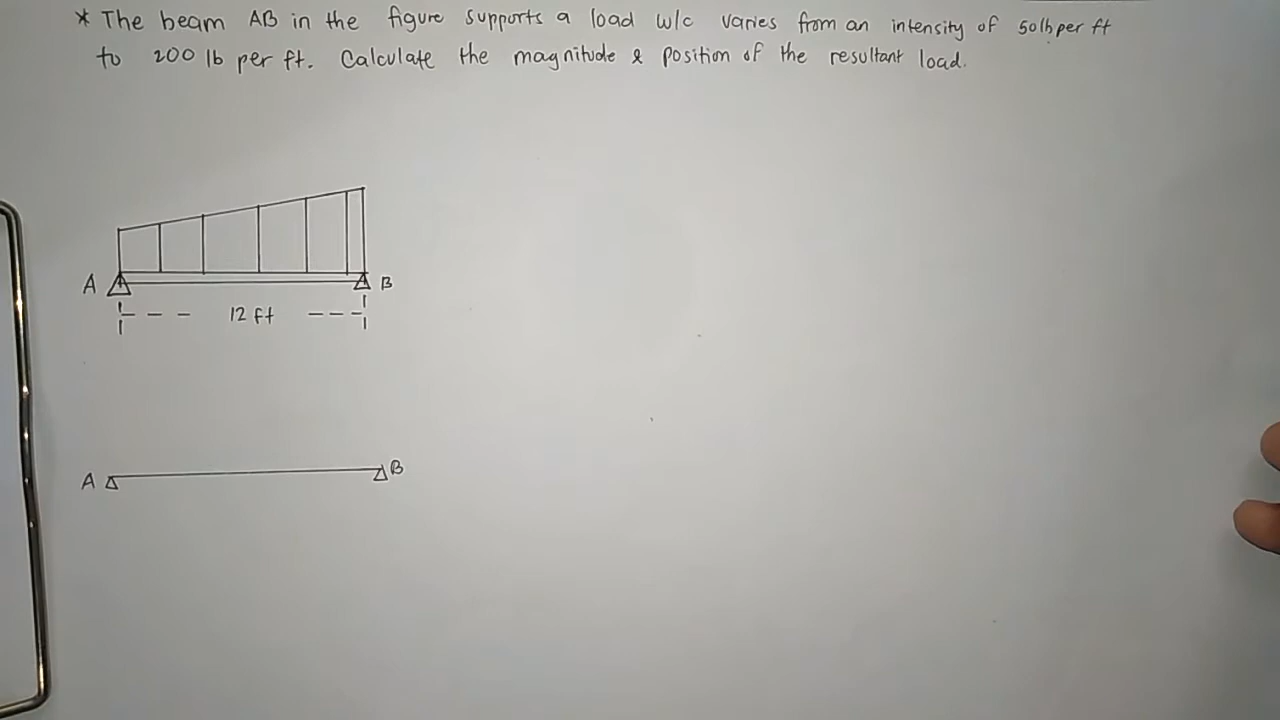 * The beam AB in the figure supports a load w/c varies from an intensity of 50lb per ft
to 200 lb per ft. Calculate the magnitude & position of the resultant load.
A B
12 ft
A B